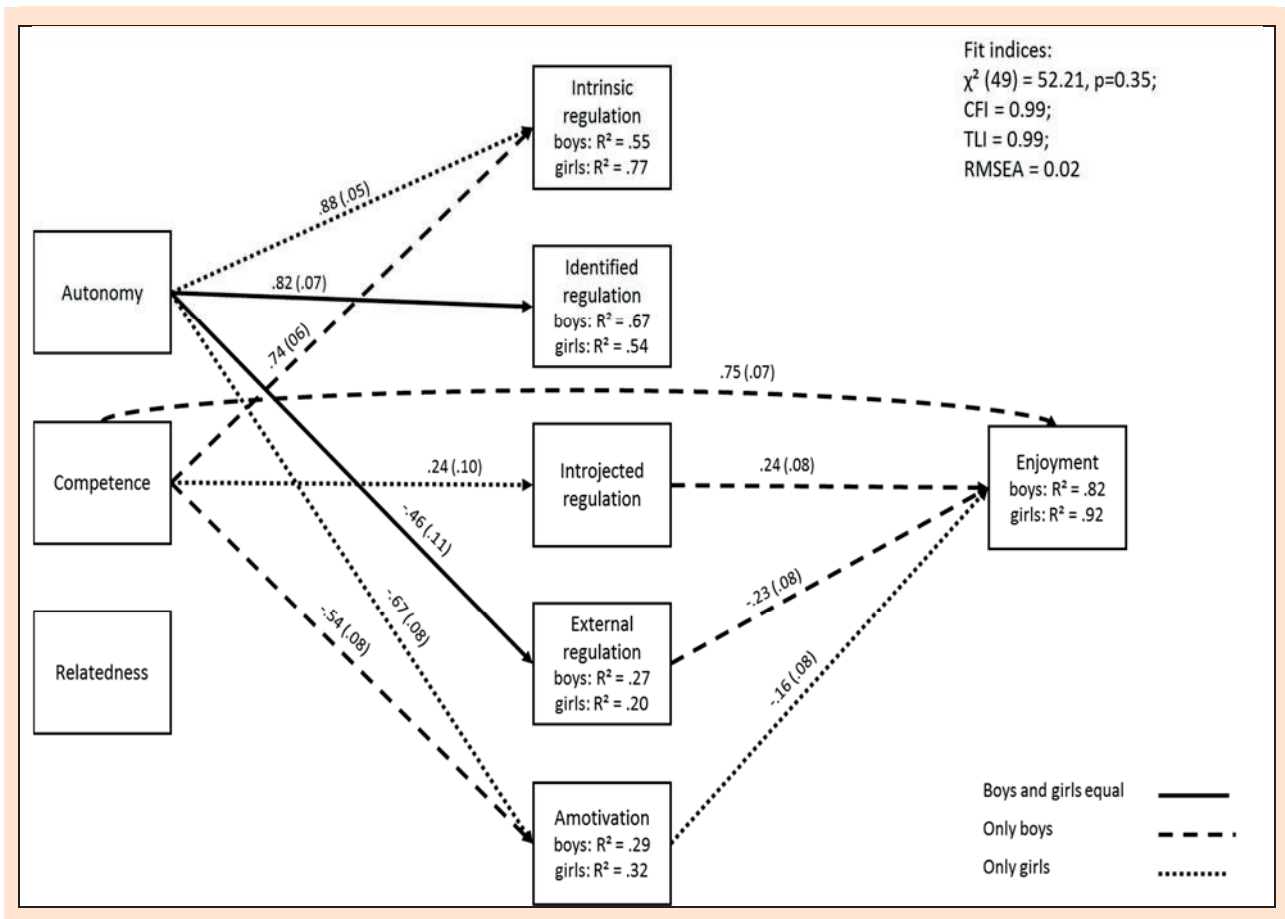 Fit indices:
χ² (49) = 52.21, p=0.35;
CFI = 0.99;
TLI = 0.99;
RMSEA = 0.02
Intrinsic
regulation
boys: R² = .55
girls: R² = .77
.88 (.05)
Autonomy
.82 (.07)
Identified
regulation
boys: R² = .67
girls: R² = .54
.74 (06)
.75 (.07)
Competence
.24 (.10)
Introjected
regulation
.24 (.08)
Enjoyment
boys: R² = .82
girls: R² = .92
-.46 (.11)
-.54 (.08)
-.67 (.08)
-.23 (.08)
-.16 (.08)
Relatedness
External
regulation
boys: R² = .27
girls: R² = .20
Amotivation
boys: R² = .29
girls: R² = .32
Boys and girls equal
Only boys
Only girls